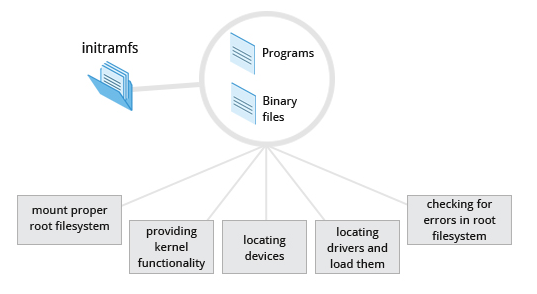 initramfs
Programs
Binary
files
mount proper
root filesystem
providing
kernel
functionality
locating
devices
locating
drivers and
load them
checking for
errors in root
filesystem